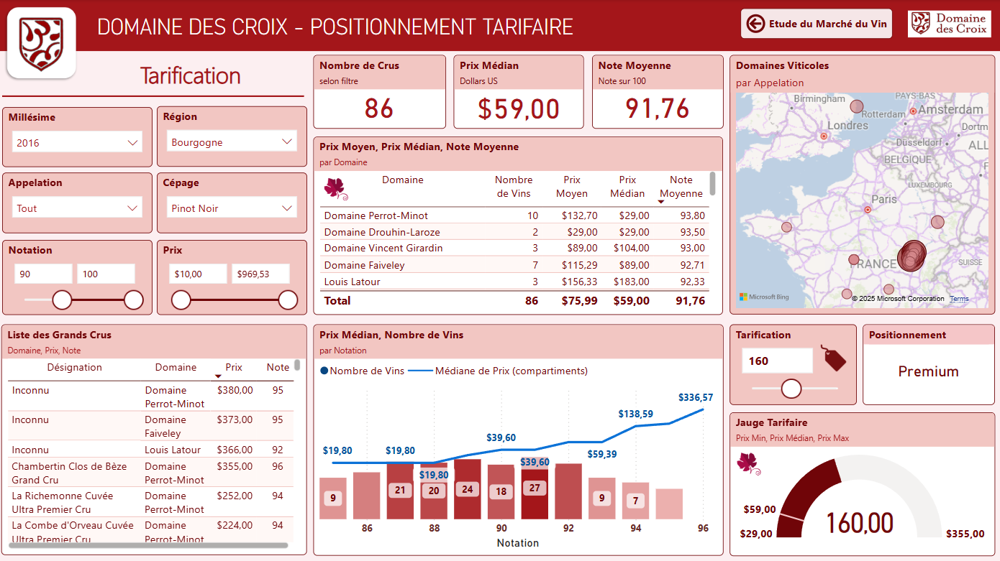 DOMAINE DES CROIX - POSITIONNEMENT TARIFAIRE
Etude du Marché du Vin
Domaine
des Croix
Tarification
Millésime
2016
Région
Bourgogne
Appelation
Tout
Cépage
Pinot Noir
Notation
90
100
Prix
$10,00
$969,53
Nombre de Crus
selon filtre
86
Prix Médian
Dollars US
$59,00
Note Moyenne
Note sur 100
91,76
Prix Moyen, Prix Médian, Note Moyenne
par Domaine
Domaine Nombre de Vins Prix Moyen Prix Médian Note Moyenne
Domaine Perrot-Minot 10 $132,70 $29,00 93,80
Domaine Drouhin-Laroze 2 $29,00 $29,00 93,50
Domaine Vincent Girardin 3 $89,00 $104,00 93,00
Domaine Faiveley 7 $115,29 $89,00 92,71
Louis Latour 3 $156,33 $183,00 92,33
Total 86 $75,99 $59,00 91,76
Domaines Viticoles
par Appelation
Birmingham
PAYS-BAS
Rotterdam
Amsterdam
Londres
Dortm
Düsseldorf
ALL
BELGIQUE
F
LUXEMBOURG
Paris
FRANCE
SUISSE
Microsoft Bing
© 2025 Microsoft Corporation Terms
Liste des Grands Crus
Domaine, Prix, Note
Désignation Domaine Prix Note
Inconnu Domaine $380,00 95
Perrot-Minot
Inconnu Domaine $373,00 95
Faiveley
Inconnu Louis Latour $366,00 92
Chambertin Clos de Bèze Domaine $355,00 96
Grand Cru Perrot-Minot
La Richemonne Cuvée Domaine $252,00 94
Ultra Premier Cru Perrot-Minot
La Combe d'Orveau Cuvée Domaine $224,00 94
Ultra Premier Cru Perrot-Minot
Prix Médian, Nombre de Vins
par Notation
Nombre de Vins Médiane de Prix (compartiments)
$336,57
$138,59
$39,60
$19,80
$19,80
$59,39
$39,60
$19,80
9
21
20
24
18
27
9
7
86 88 90 92 94 96
Notation
Tarification
160
Positionnement
Premium
Jauge Tarifaire
Prix Min, Prix Médian, Prix Max
$59,00
$29,00
160,00
$355,00